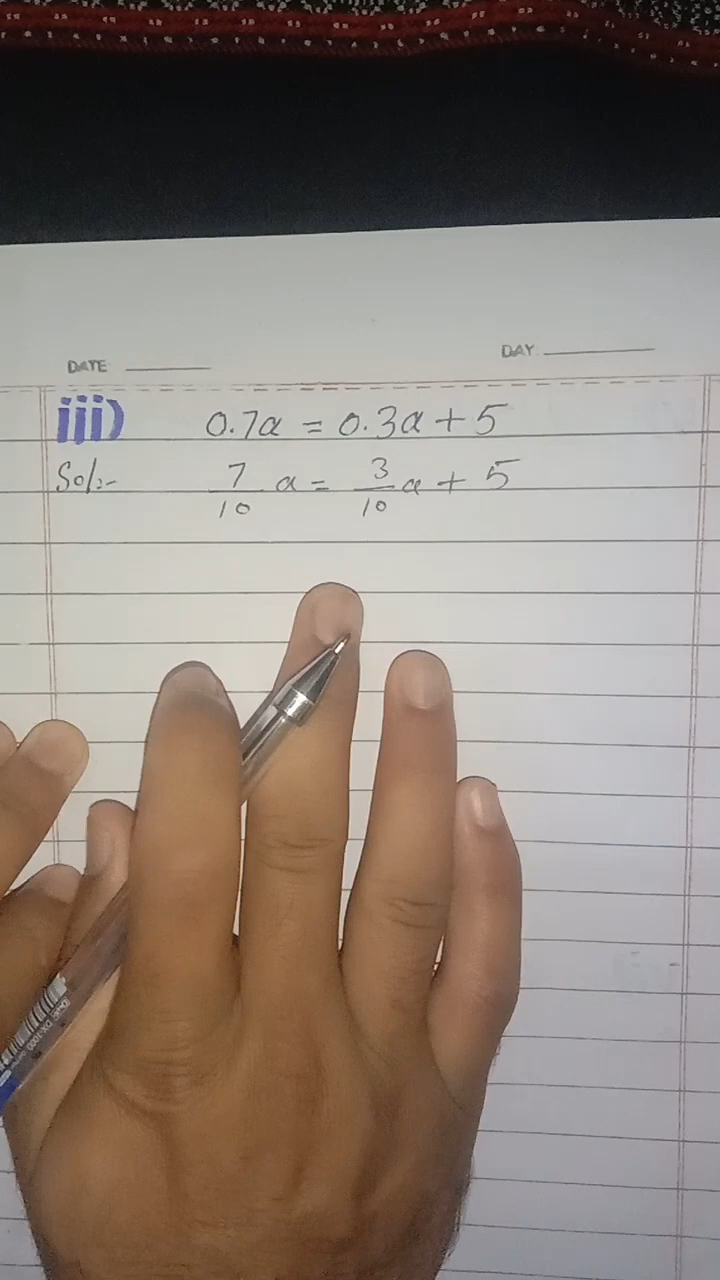 DATE
DAY
iii) 0.7a = 0.3a + 5
Sol:- 7/10 a = 3/10 a + 5